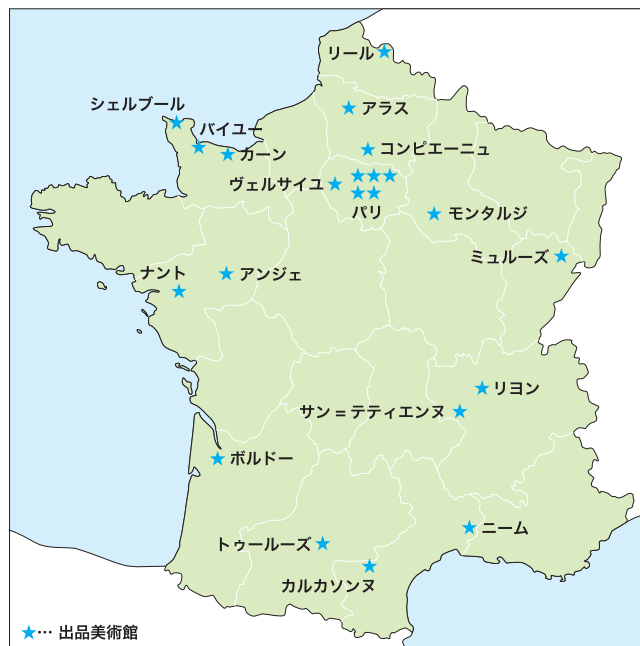 リール
シェルブール
アラス
バイユー
カーン
コンピエーニュ
ヴェルサイユ
パリ
モンタルジ
ミュルーズ
ナント
アンジェ
リヨン
サン＝テティエンヌ
ボルドー
ニーム
トゥールーズ
カルカソンヌ
★… 出品美術館